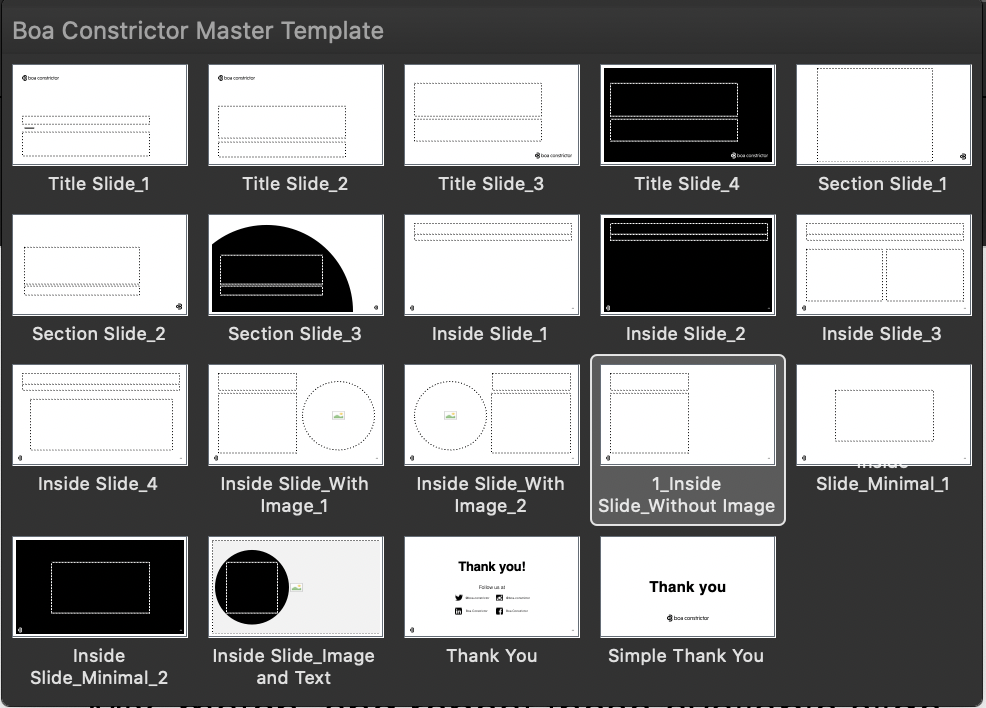 Boa Constrictor Master Template
boa constrictor
boa constrictor
boa constrictor
boa constrictor
Title Slide_1
Title Slide_2
Title Slide_3
Title Slide_4
Section Slide_1
Section Slide_2
Section Slide_3
Inside Slide_1
Inside Slide_2
Inside Slide_3
Inside Slide_4
Inside Slide_With
Image_1
Inside Slide_With
Image_2
1_Inside
Slide_Without Image
Inside
Slide_Minimal_1
Thank you!
Follow us at
Thank you
boa constrictor
Inside
Slide_Minimal_2
Inside Slide_Image
and Text
Thank You
Simple Thank You